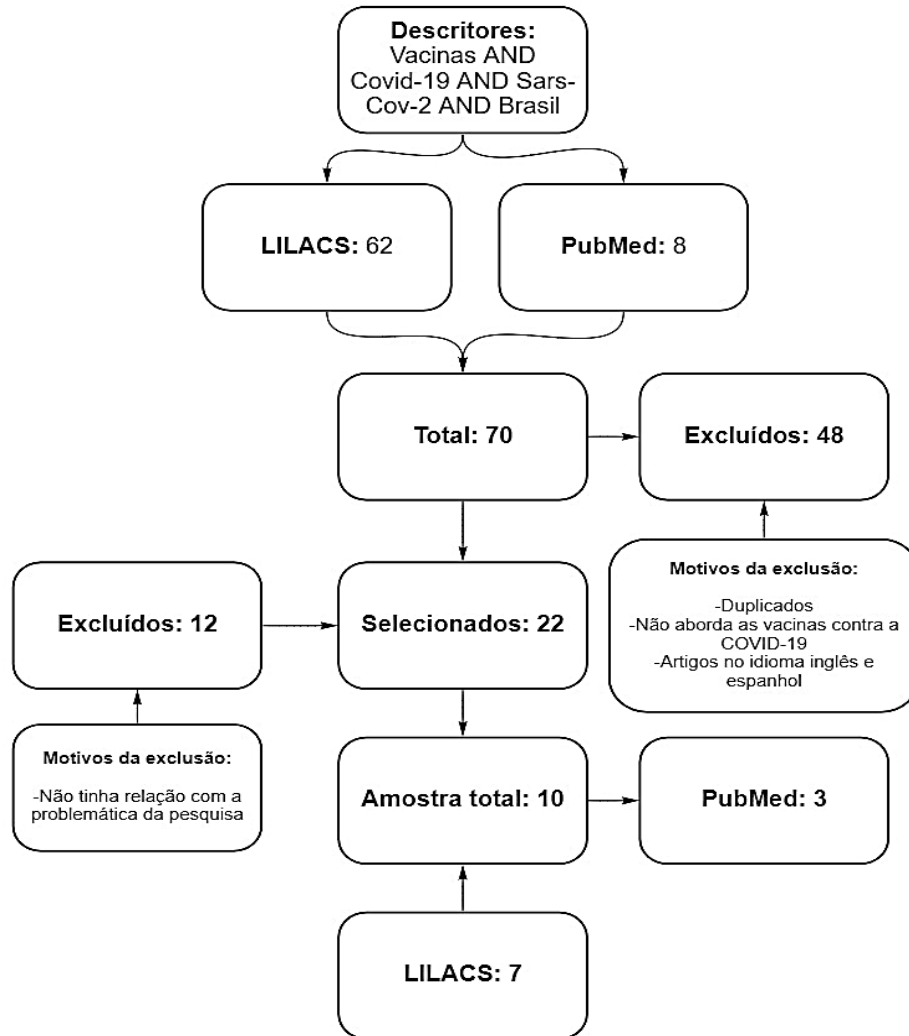 Descritores:
Vacinas AND
Covid-19 AND Sars-
Cov-2 AND Brasil
LILACS: 62
PubMed: 8
Total: 70
Excluídos: 48
Motivos da exclusão:
-Duplicados
-Não aborda as vacinas contra a
COVID-19
-Artigos no idioma inglês e
espanhol
Excluídos: 12
Selecionados: 22
Motivos da exclusão:
-Não tinha relação com a
problemática da pesquisa
Amostra total: 10
PubMed: 3
LILACS: 7